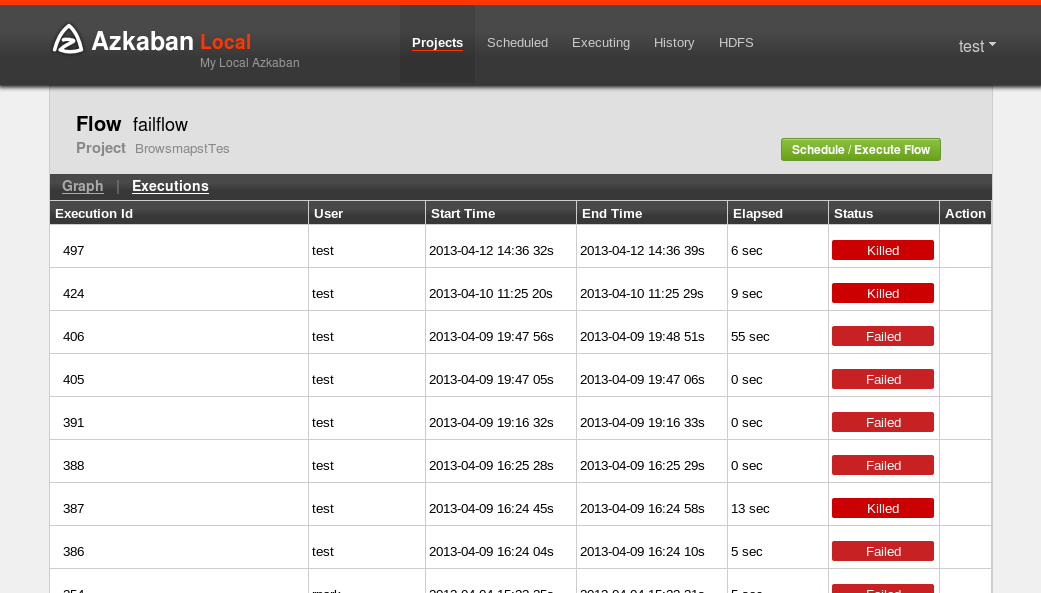 Azkaban Local
My Local Azkaban
Projects Scheduled Executing History HDFS
test
Flow failflow
Project BrowsmapstTes
Schedule / Execute Flow
Graph | Executions
Execution Id User Start Time End Time Elapsed Status Action
497 test 2013-04-12 14:36 32s 2013-04-12 14:36 39s 6 sec Killed
424 test 2013-04-10 11:25 20s 2013-04-10 11:25 29s 9 sec Killed
406 test 2013-04-09 19:47 56s 2013-04-09 19:48 51s 55 sec Failed
405 test 2013-04-09 19:47 05s 2013-04-09 19:47 06s 0 sec Failed
391 test 2013-04-09 19:16 32s 2013-04-09 19:16 33s 0 sec Failed
388 test 2013-04-09 16:25 28s 2013-04-09 16:25 29s 0 sec Failed
387 test 2013-04-09 16:24 45s 2013-04-09 16:24 58s 13 sec Killed
386 test 2013-04-09 16:24 04s 2013-04-09 16:24 10s 5 sec Failed
5 sec Failed